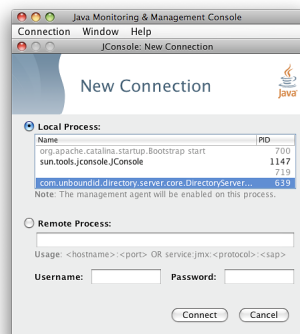 Java Monitoring & Management Console
Connection Window Help
JConsole: New Connection
New Connection
Java
Local Process:
Name PID
org.apache.catalina.startup.Bootstrap start 700
sun.tools.jconsole.JConsole 1147
719
com.unboundid.directory.server.core.DirectoryServer... 639
Note: The management agent will be enabled on this process.
Remote Process:
Usage: <hostname>:<port> OR service:jmx:<protocol>:<sap>
Username: Password:
Connect Cancel